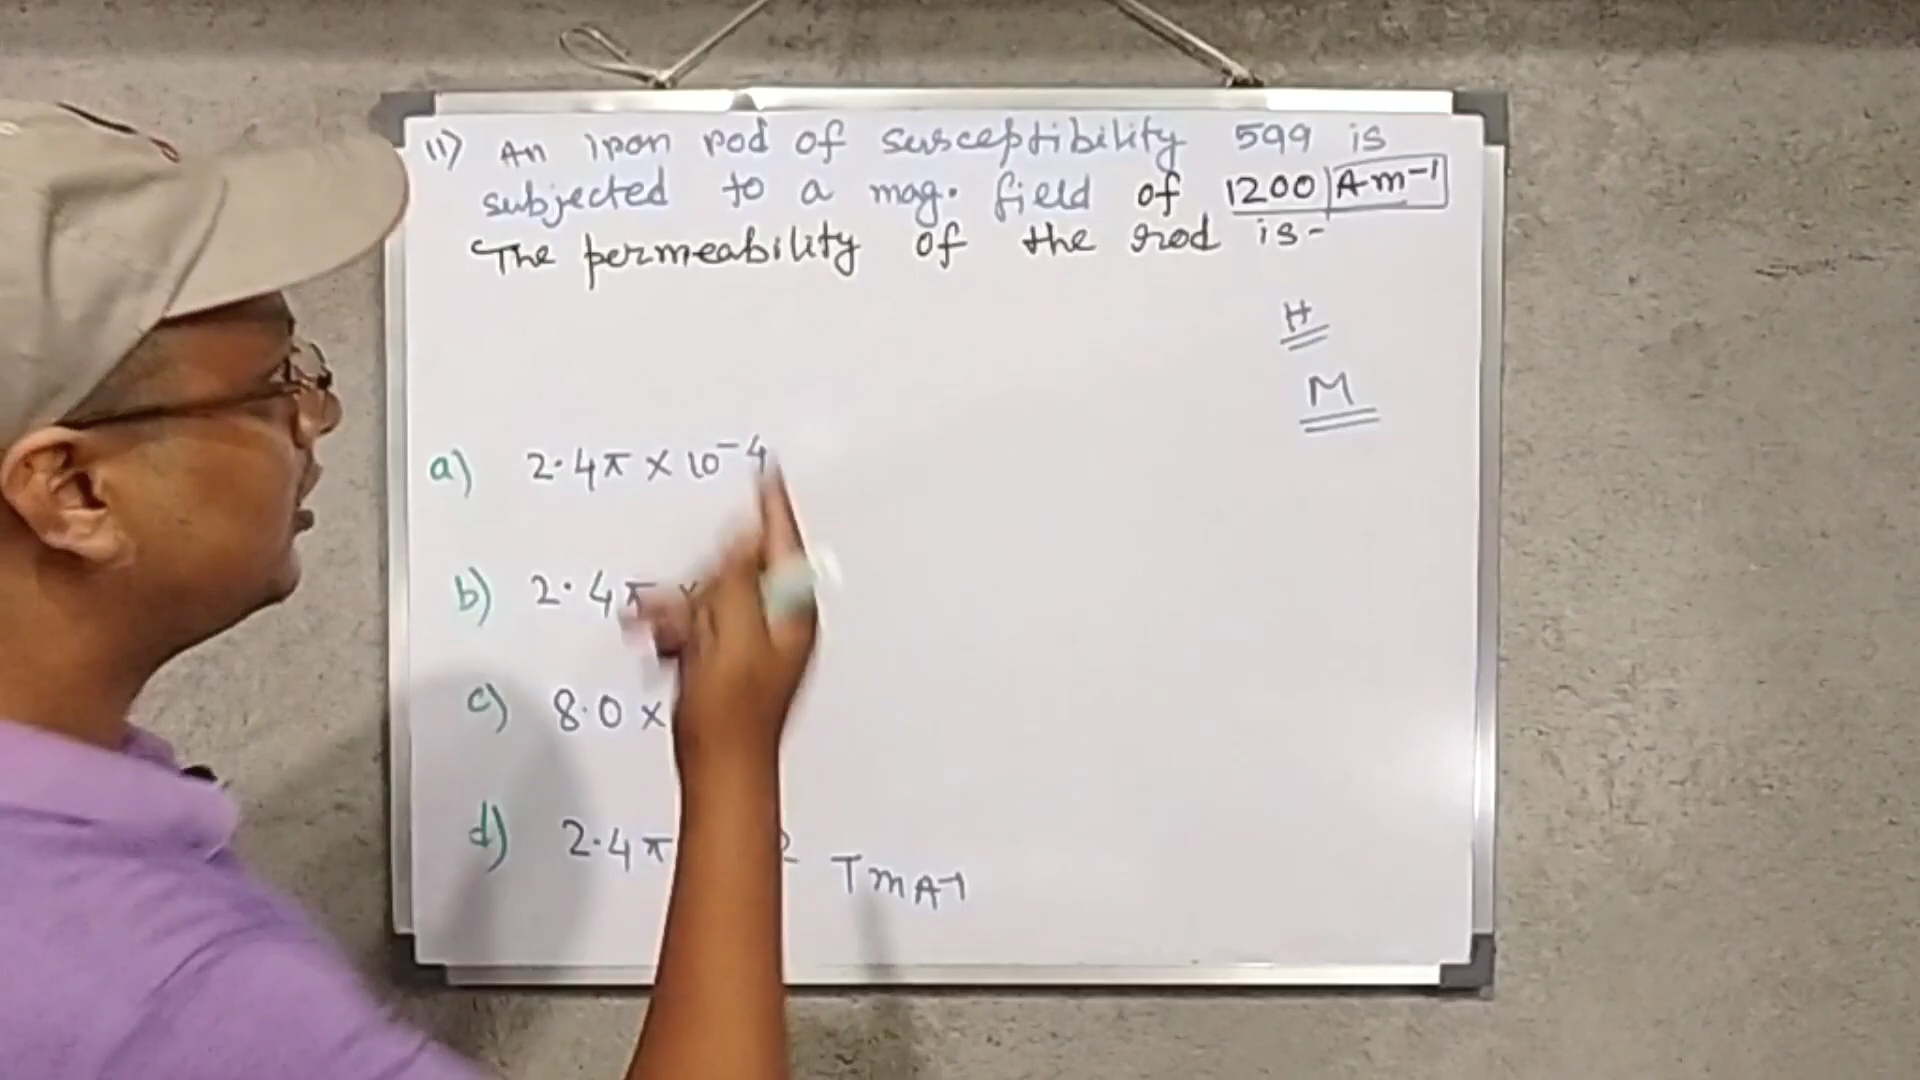 11) An iron rod of susceptibility 599 is
subjected to a mag. field of 1200 Am⁻¹
The permeability of the rod is-
H
M
a) 2.4π × 10⁻⁴
b) 2.4π ×
c) 8.0 ×
d) 2.4π TmA-1